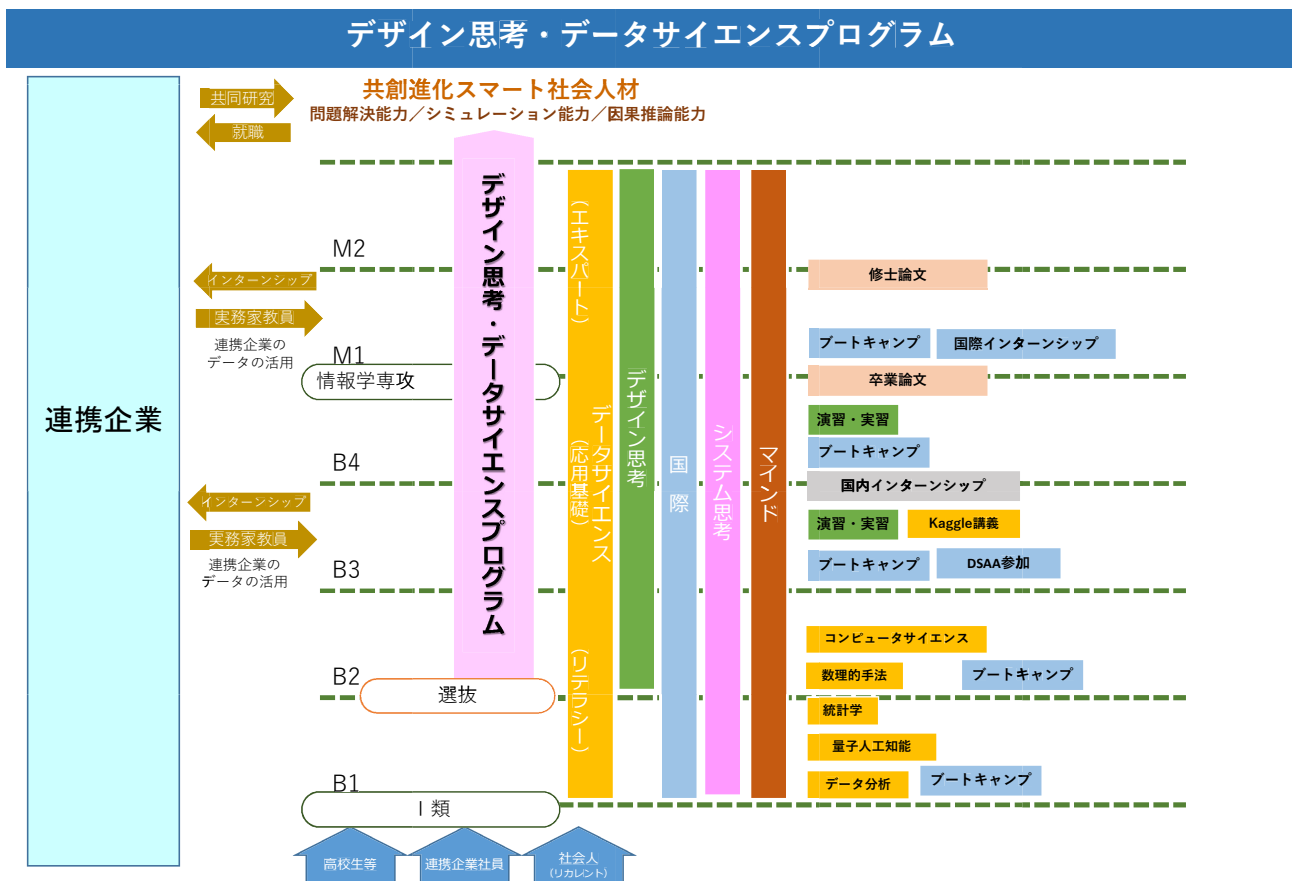 デザイン思考・データサイエンスプログラム
共創進化スマート社会人材
問題解決能力／シミュレーション能力／因果推論能力
共同研究
就職
連携企業
インターンシップ
実務家教員
連携企業の
データの活用
インターンシップ
実務家教員
連携企業の
データの活用
M2
M1
情報学専攻
B4
B3
B2
選抜
B1
Ⅰ類
高校生等
連携企業社員
社会人
(リカレント)
デザイン思考・データサイエンスプログラム
（エキスパート）
データサイエンス
（応用基礎）
（リテラシー）
デザイン思考
国際
システム思考
マインド
修士論文
ブートキャンプ
国際インターンシップ
卒業論文
演習・実習
ブートキャンプ
国内インターンシップ
演習・実習
Kaggle講義
ブートキャンプ
DSAA参加
コンピュータサイエンス
数理的手法
ブートキャンプ
統計学
量子人工知能
データ分析
ブートキャンプ